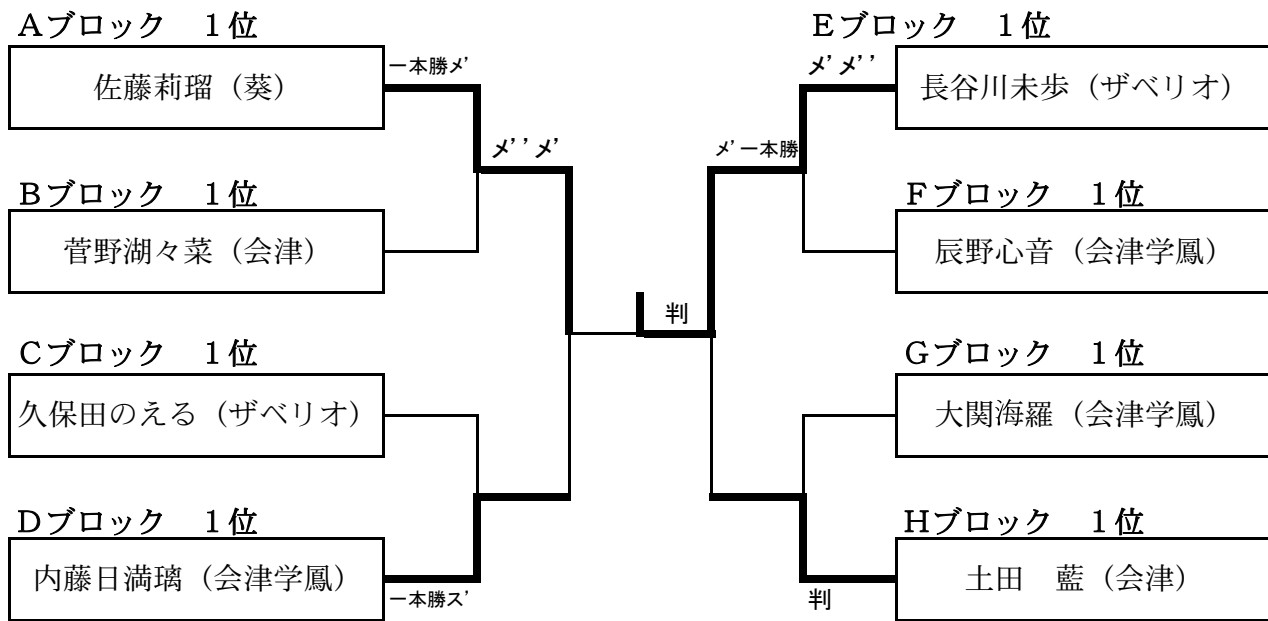 Aブロック　１位
佐藤莉瑠（葵）
一本勝メ’
メ’’メ’
Bブロック　１位
菅野湖々菜（会津）
Cブロック　１位
久保田のえる（ザベリオ）
Dブロック　１位
内藤日満璃（会津学鳳）
一本勝ス’
判
Eブロック　１位
メ’メ’’
長谷川未歩（ザベリオ）
メ’一本勝
Fブロック　１位
辰野心音（会津学鳳）
Gブロック　１位
大関海羅（会津学鳳）
Hブロック　１位
土田　藍（会津）
判